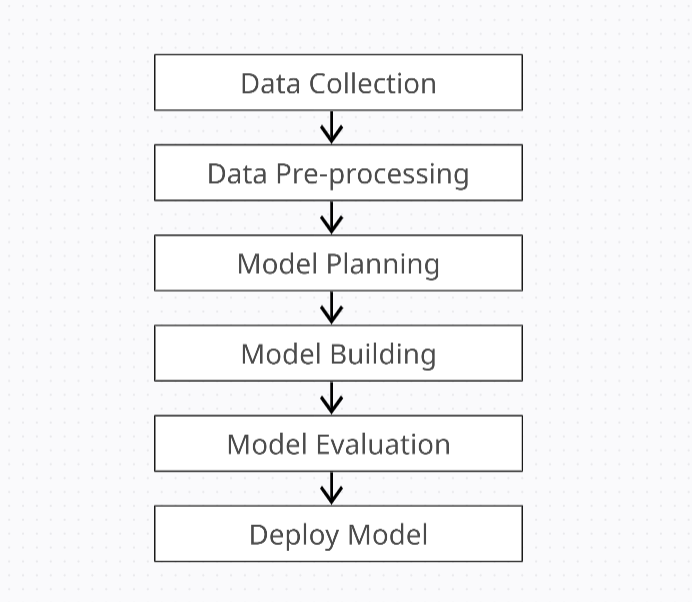 Data Collection
Data Pre-processing
Model Planning
Model Building
Model Evaluation
Deploy Model